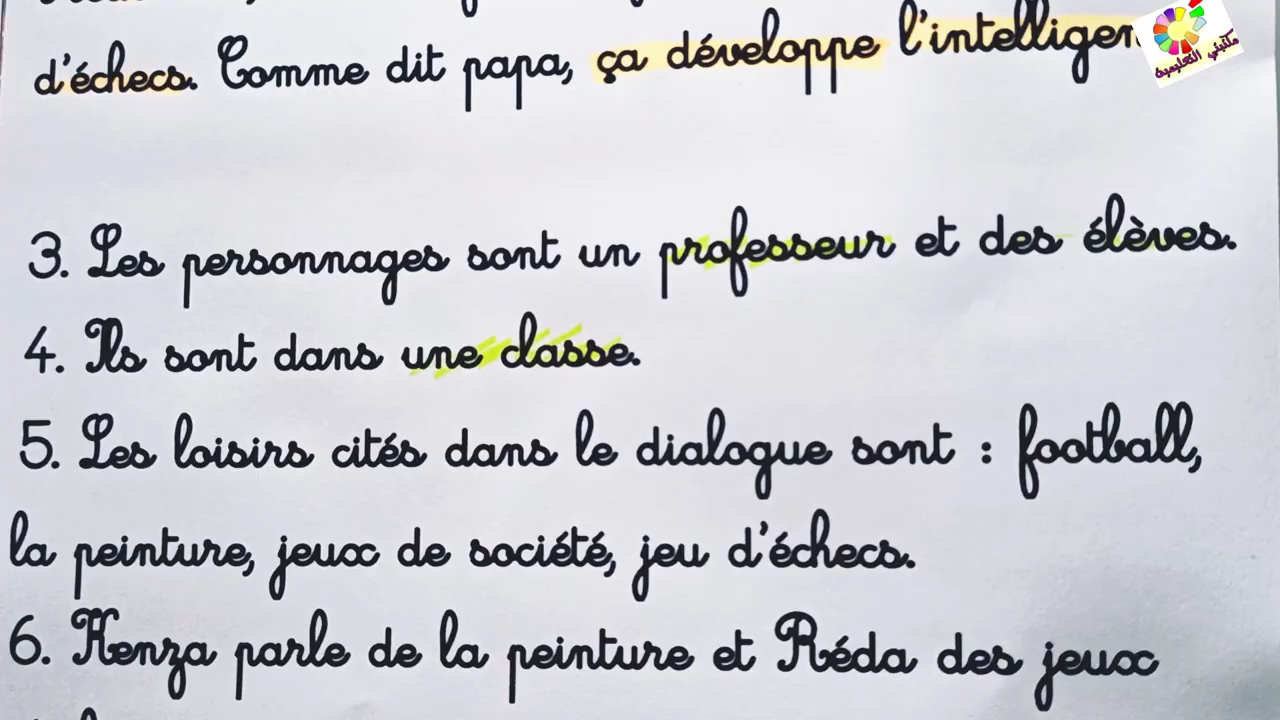 d'échecs. Comme dit papa, ça développe l'intelligen
مكتبتي التعليمية
3. Les personnages sont un professeur et des élèves.
4. Ils sont dans une classe.
5. Les loisirs cités dans le dialogue sont : football,
la peinture, jeux de société, jeu d'échecs.
6. Kenza parle de la peinture et Réda des jeux